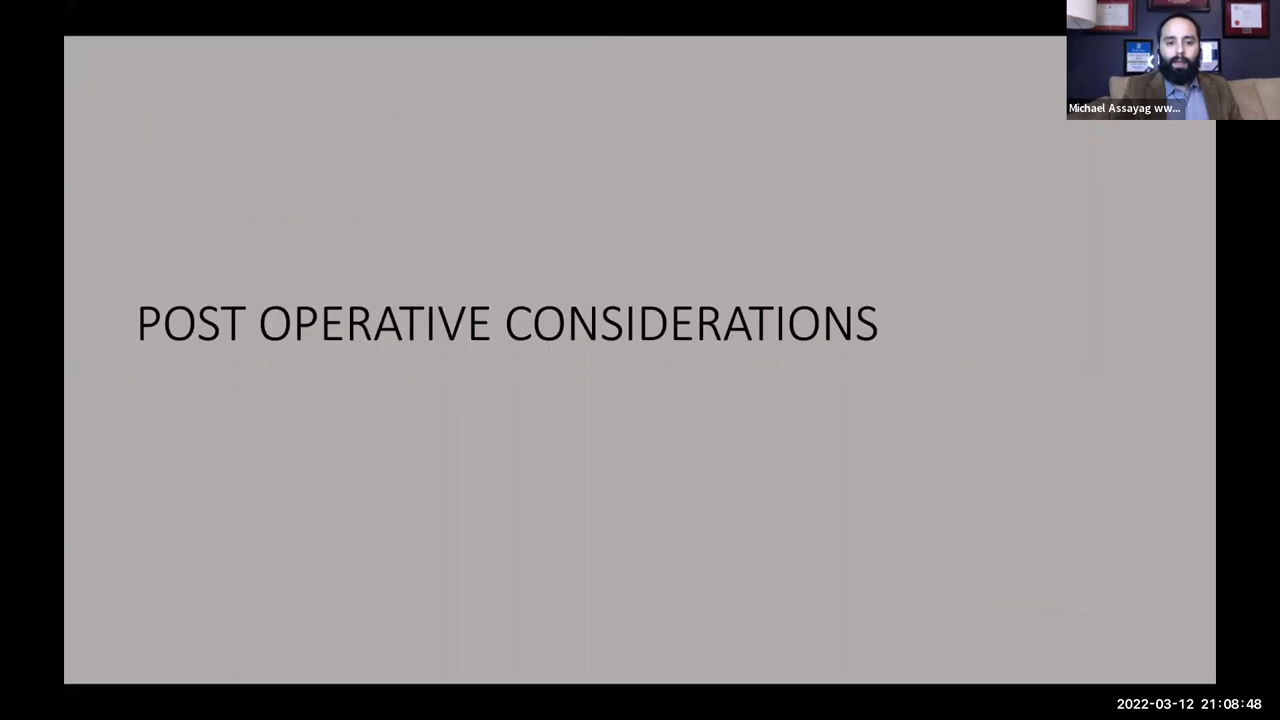 Michael Assayag ww...
POST OPERATIVE CONSIDERATIONS
2022-03-12 21:08:48